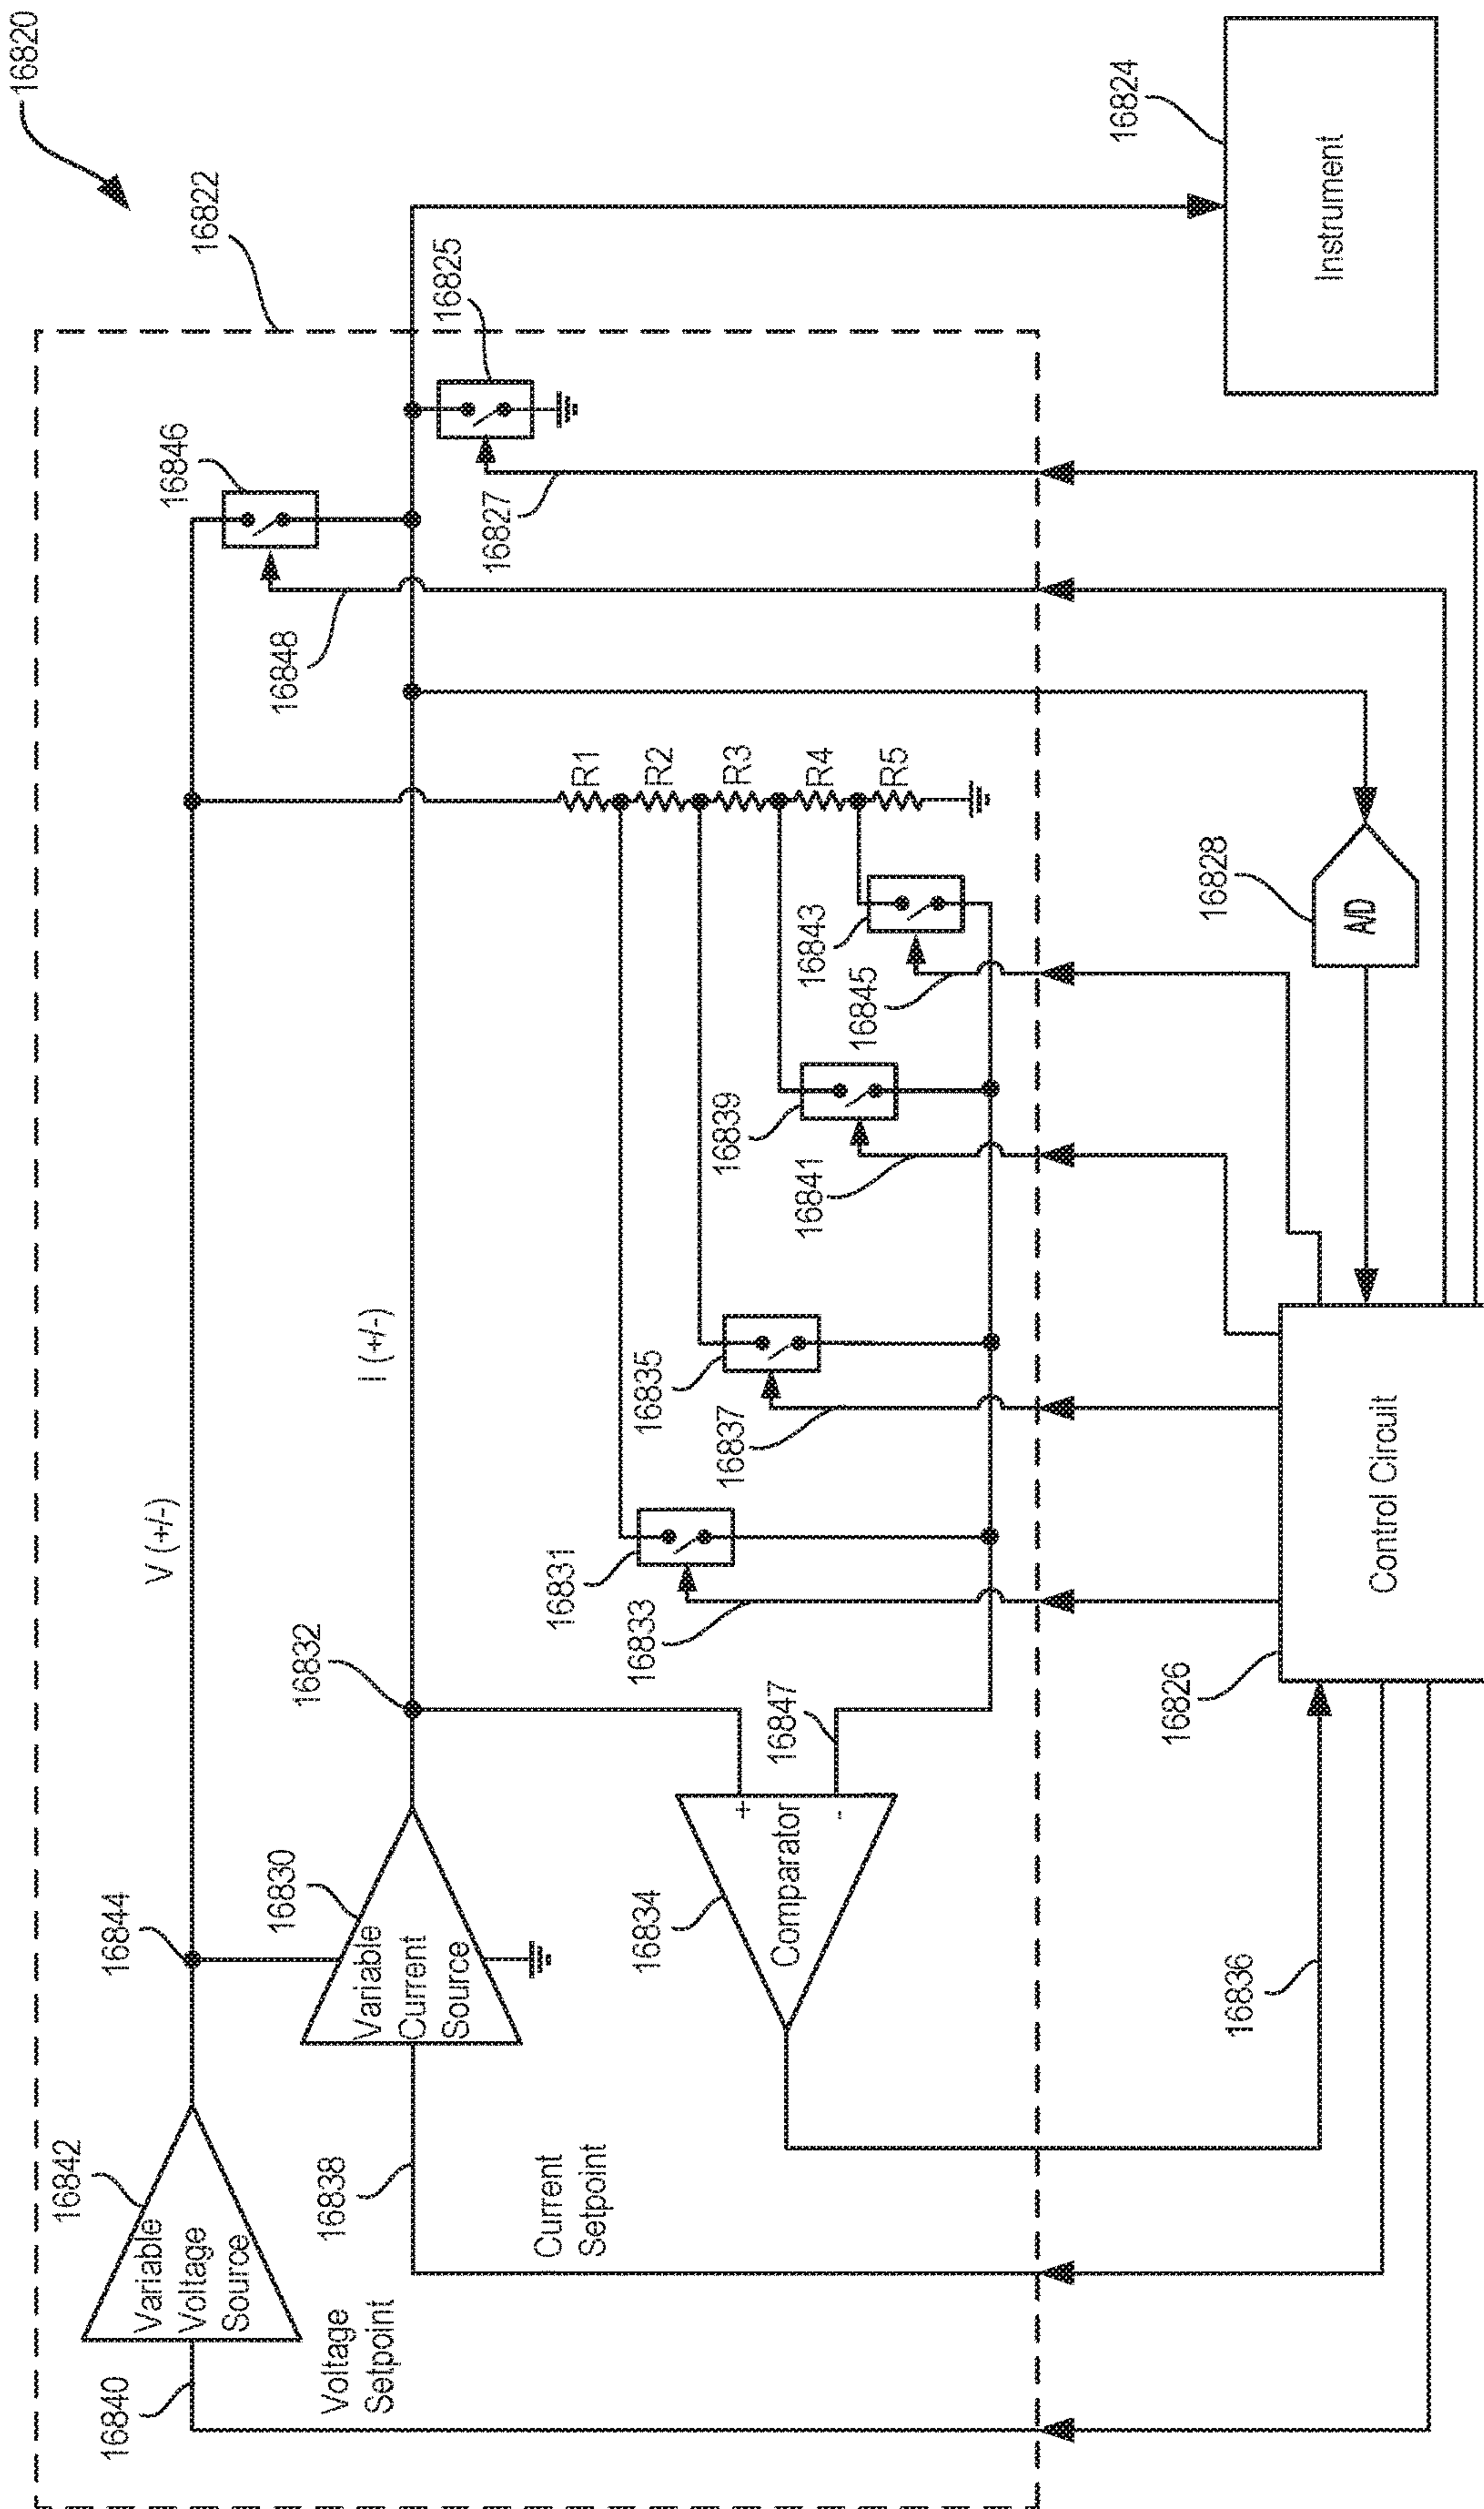 16820
16822
16842
Variable
Voltage
Source
16840
Voltage
Setpoint
16844
V (+/-)
16846
16848
16830
Variable
Current
Source
16838
Current
Setpoint
16832
I (+/-)
16825
16827
R1
R2
R3
R4
R5
16831
16833
16835
16837
16839
16841
16843
16845
16834
+
-
Comparator
16847
16836
16826
Control Circuit
16828
A/D
16824
Instrument